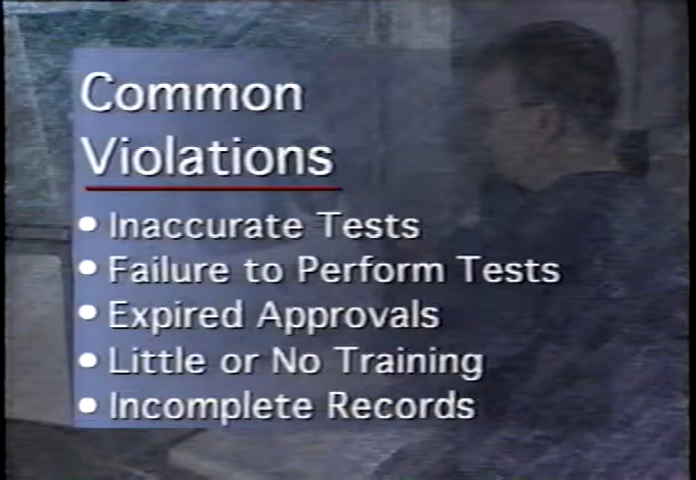 Common
Violations
• Inaccurate Tests
• Failure to Perform Tests
• Expired Approvals
• Little or No Training
• Incomplete Records